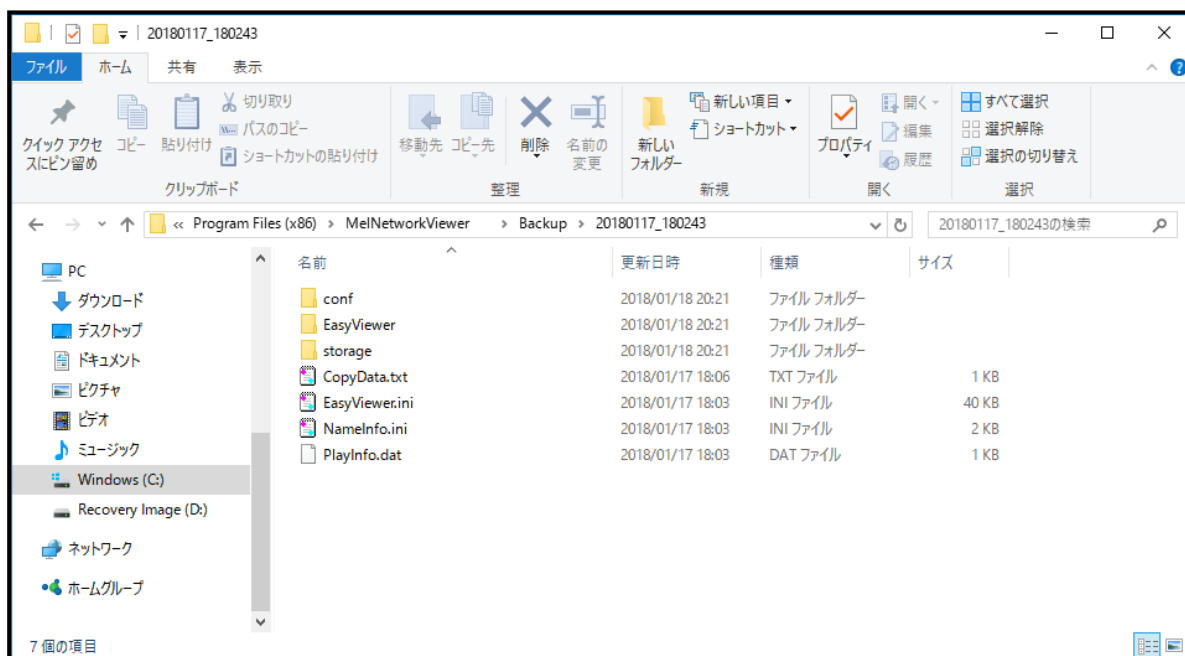 20180117_180243
ファイル ホーム 共有 表示
クイック アクセスにピン留め
コピー
貼り付け
切り取り
パスのコピー
ショートカットの貼り付け
クリップボード
移動先
コピー先
削除
名前の変更
整理
新しいフォルダー
新しい項目
ショートカット
新規
プロパティ
開く
編集
履歴
開く
すべて選択
選択解除
選択の切り替え
選択
« Program Files (x86) › MelNetworkViewer › Backup › 20180117_180243
20180117_180243の検索
PC
ダウンロード
デスクトップ
ドキュメント
ピクチャ
ビデオ
ミュージック
Windows (C:)
Recovery Image (D:)
ネットワーク
ホームグループ
名前 更新日時 種類 サイズ
conf 2018/01/18 20:21 ファイル フォルダー
EasyViewer 2018/01/18 20:21 ファイル フォルダー
storage 2018/01/18 20:21 ファイル フォルダー
CopyData.txt 2018/01/17 18:06 TXT ファイル 1 KB
EasyViewer.ini 2018/01/17 18:03 INI ファイル 40 KB
NameInfo.ini 2018/01/17 18:03 INI ファイル 2 KB
PlayInfo.dat 2018/01/17 18:03 DAT ファイル 1 KB
7 個の項目